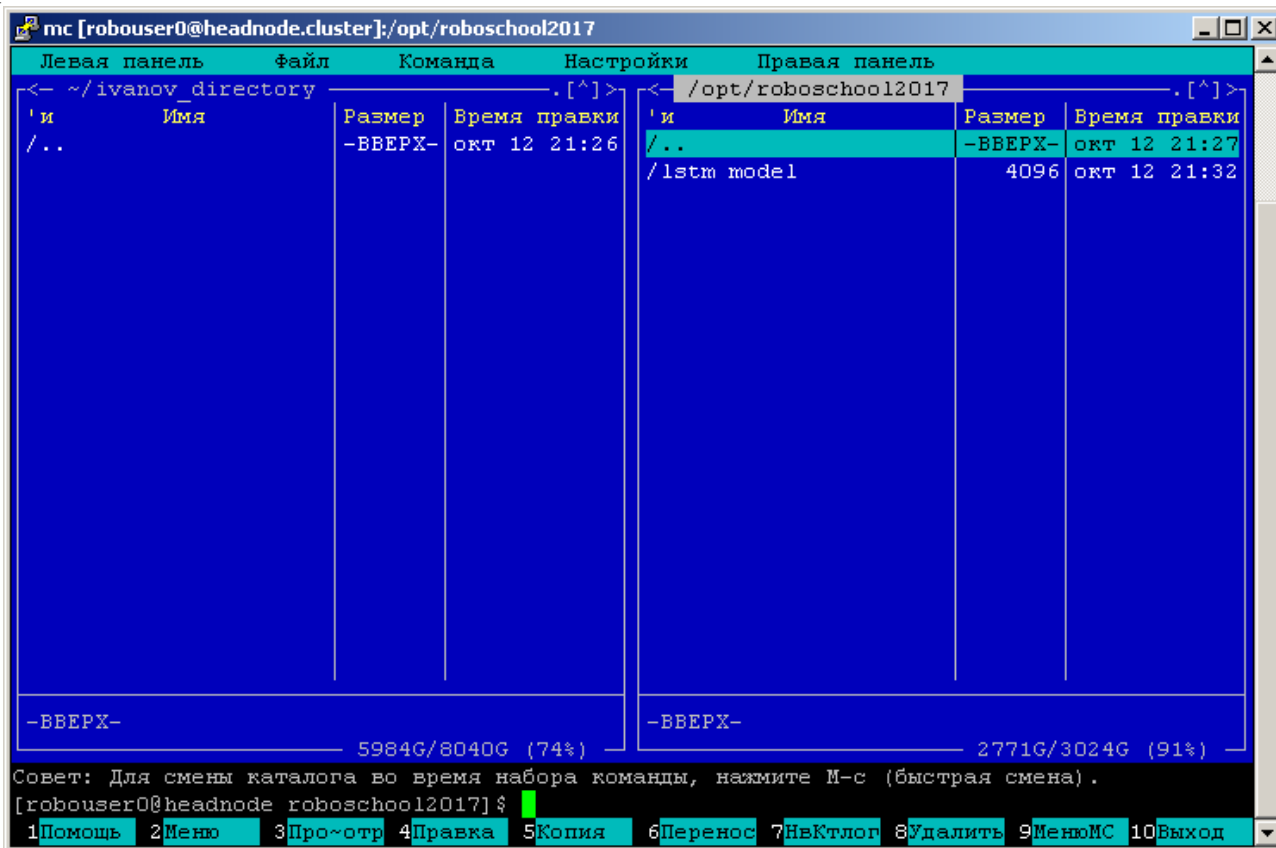 mc [robouser0@headnode.cluster]:/opt/roboschool2017
Левая панель Файл Команда Настройки Правая панель
<- ~/ivanov_directory .[^]> <- /opt/roboschool2017 .[^]>
'и Имя Размер Время правки 'и Имя Размер Время правки
/.. -ВВЕРХ- окт 12 21:26 /.. -ВВЕРХ- окт 12 21:27
/lstm model 4096 окт 12 21:32
-ВВЕРХ- -ВВЕРХ-
5984G/8040G (74%) 2771G/3024G (91%)
Совет: Для смены каталога во время набора команды, нажмите M-c (быстрая смена).
[robouser0@headnode roboschool2017]$
1Помощь 2Меню 3Про~отр 4Правка 5Копия 6Перенос 7НвКтлог 8Удалить 9МенюМС 10Выход